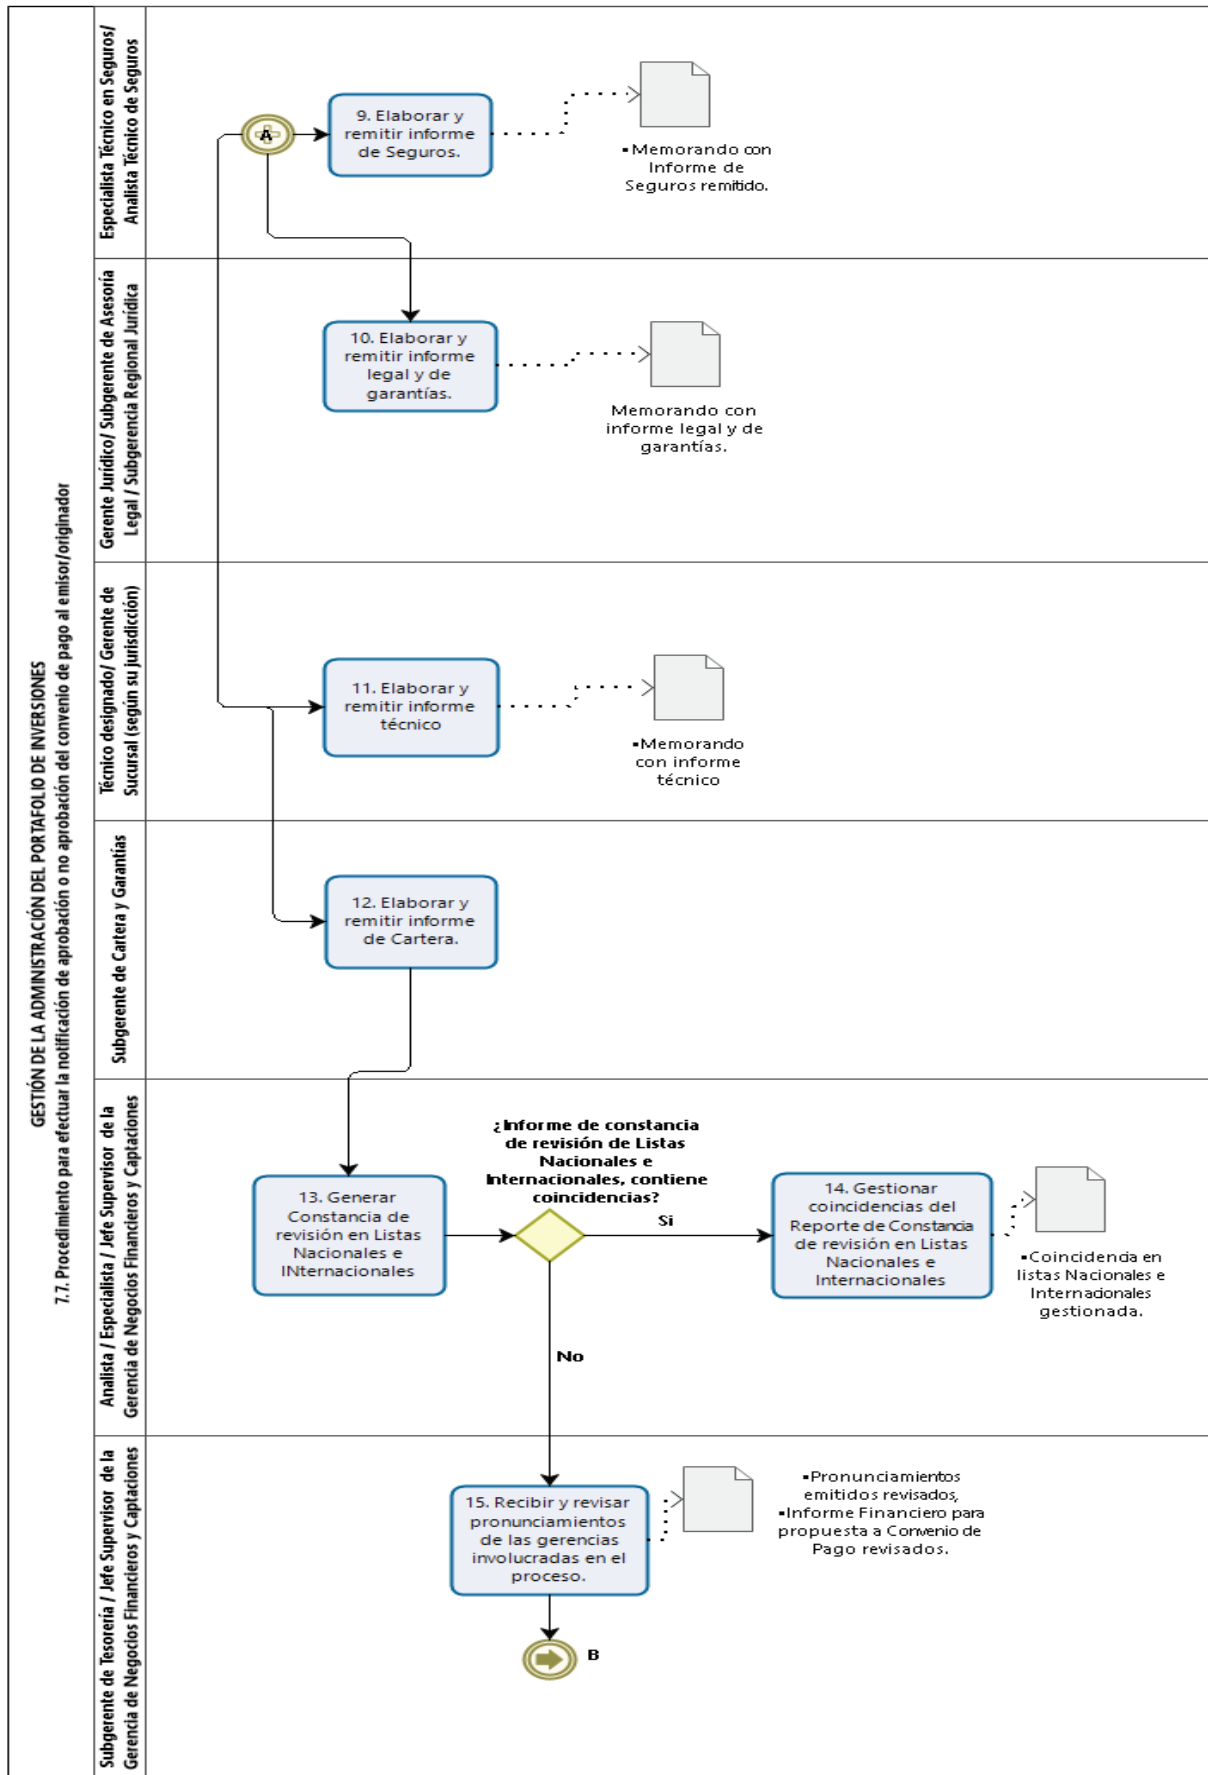 GESTIÓN DE LA ADMINISTRACIÓN DEL PORTAFOLIO DE INVERSIONES
7.7. Procedimiento para efectuar la notificación de aprobación o no aprobación del convenio de pago al emisor/originador
Especialista Técnico en Seguros/
Analista Técnico de Seguros
A
9. Elaborar y
remitir informe
de Seguros.
▪Memorando con
Informe de
Seguros remitido.
Gerente Jurídico/ Subgerente de Asesoría
Legal / Subgerencia Regional Jurídica
10. Elaborar y
remitir informe
legal y de
garantías.
Memorando con
informe legal y de
garantías.
Técnico designado/ Gerente de
Sucursal (según su jurisdicción)
11. Elaborar y
remitir informe
técnico
▪Memorando
con informe
técnico
Subgerente de Cartera y Garantías
12. Elaborar y
remitir informe
de Cartera.
Analista / Especialista / Jefe Supervisor de la
Gerencia de Negocios Financieros y Captaciones
13. Generar
Constancia de
revisión en Listas
Nacionales e
INternacionales
¿Informe de constancia
de revisión de Listas
Nacionales e
Internacionales, contiene
coincidencias?
Si
No
14. Gestionar
coincidencias del
Reporte de Constancia
de revisión en Listas
Nacionales e
Internacionales
▪Coincidencia en
listas Nacionales e
Internacionales
gestionada.
Subgerente de Tesorería / Jefe Supervisor de la
Gerencia de Negocios Financieros y Captaciones
15. Recibir y revisar
pronunciamientos
de las gerencias
involucradas en el
proceso.
▪Pronunciamientos
emitidos revisados,
▪Informe Financiero para
propuesta a Convenio de
Pago revisados.
B